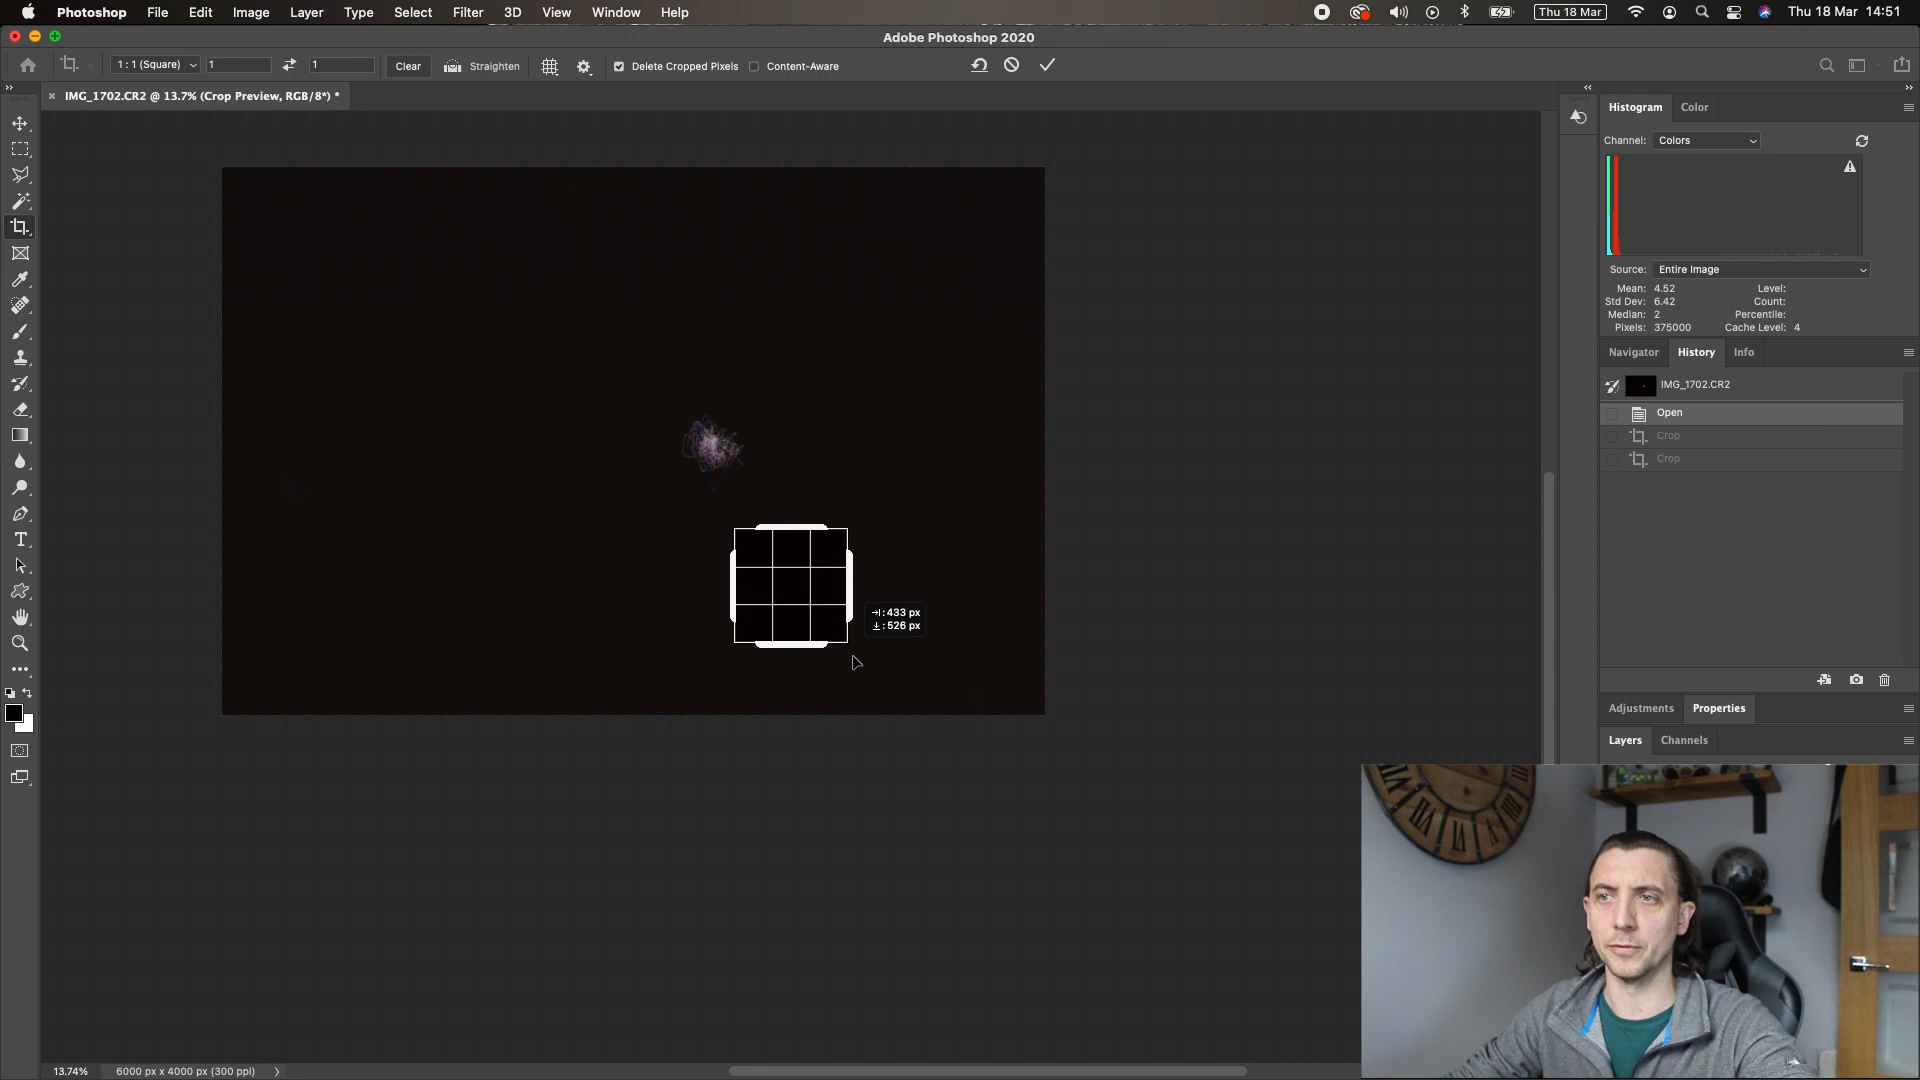 Photoshop File Edit Image Layer Type Select Filter 3D View Window Help Thu 18 Mar Thu 18 Mar 14:51
Adobe Photoshop 2020
1 : 1 (Square) 1 1 Clear Straighten Delete Cropped Pixels Content-Aware
IMG_1702.CR2 @ 13.7% (Crop Preview, RGB/8*) *
Histogram Color
Channel: Colors
Source: Entire Image
Mean: 4.52 Level:
Std Dev: 6.42 Count:
Median: 2 Percentile:
Pixels: 375000 Cache Level: 4
Navigator History Info
IMG_1702.CR2
Open
Crop
Crop
: 433 px
: 526 px
Adjustments Properties
Layers Channels
13.74% 6000 px x 4000 px (300 ppi)